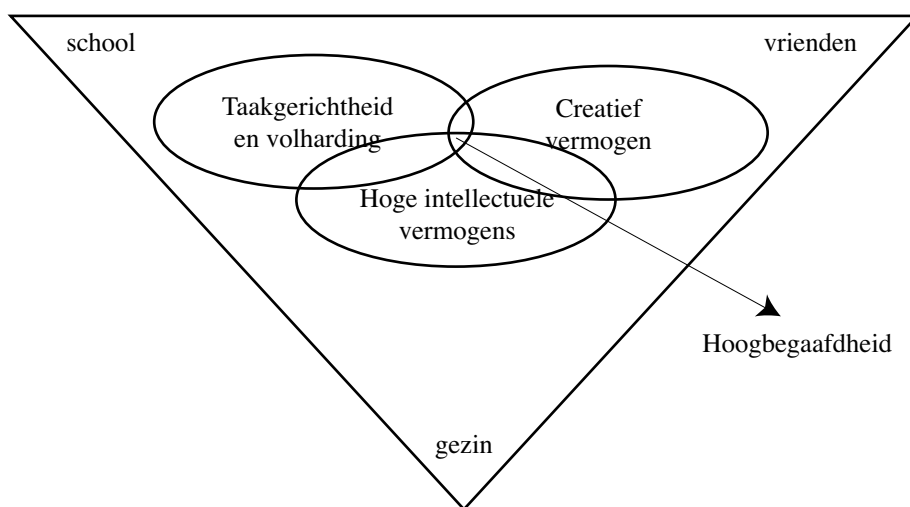 school
vrienden
Taakgerichtheid
en volharding
Creatief
vermogen
Hoge intellectuele
vermogens
Hoogbegaafdheid
gezin